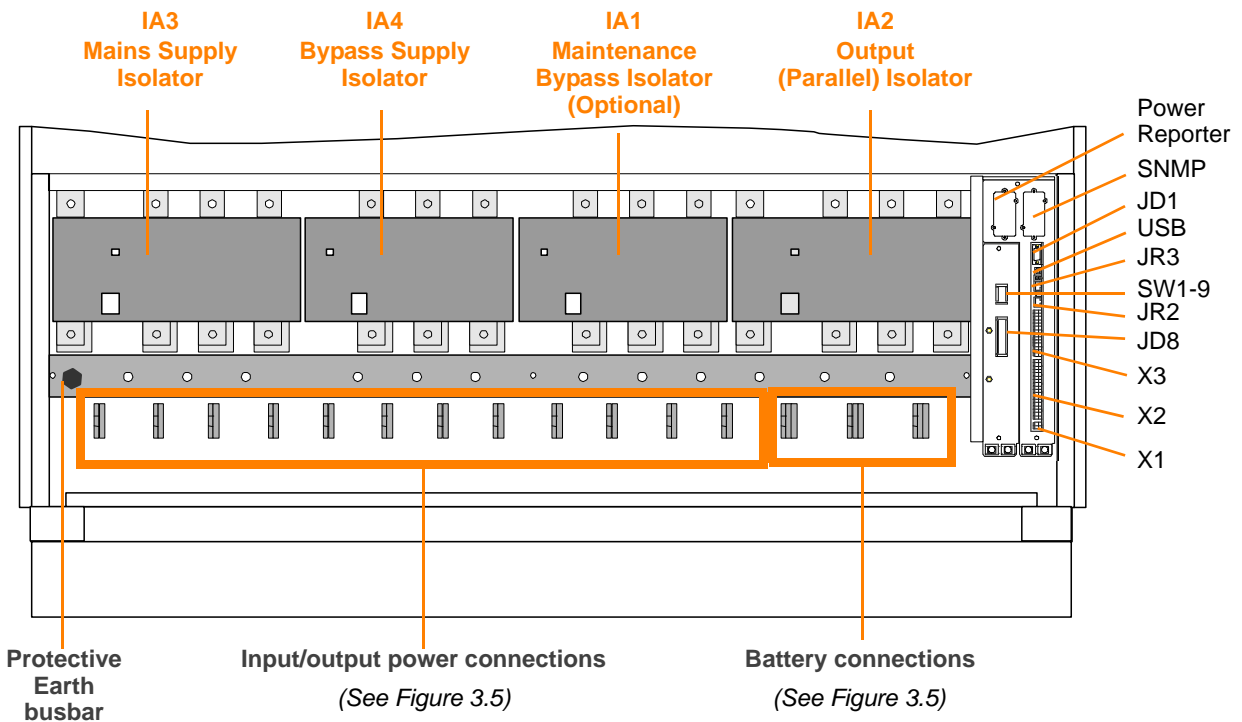 IA3
Mains Supply
Isolator
IA4
Bypass Supply
Isolator
IA1
Maintenance
Bypass Isolator
(Optional)
IA2
Output
(Parallel) Isolator
Power
Reporter
SNMP
JD1
USB
JR3
SW1-9
JR2
JD8
X3
X2
X1
Protective
Earth
busbar
Input/output power connections
(See Figure 3.5)
Battery connections
(See Figure 3.5)